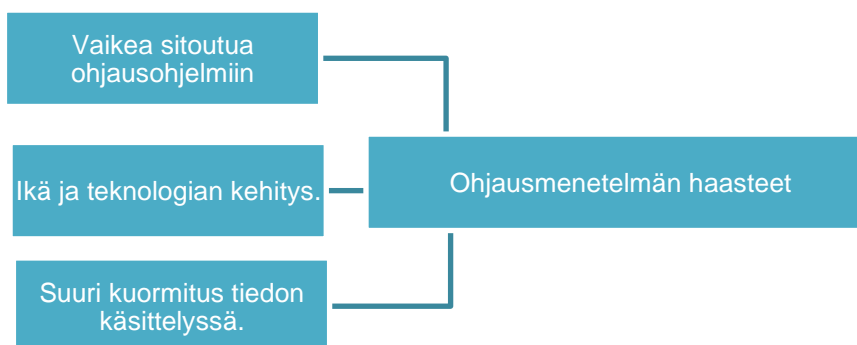 Vaikea sitoutua
ohjausohjelmiin
Ikä ja teknologian kehitys.
Ohjausmenetelmän haasteet
Suuri kuormitus tiedon
käsittelyssä.